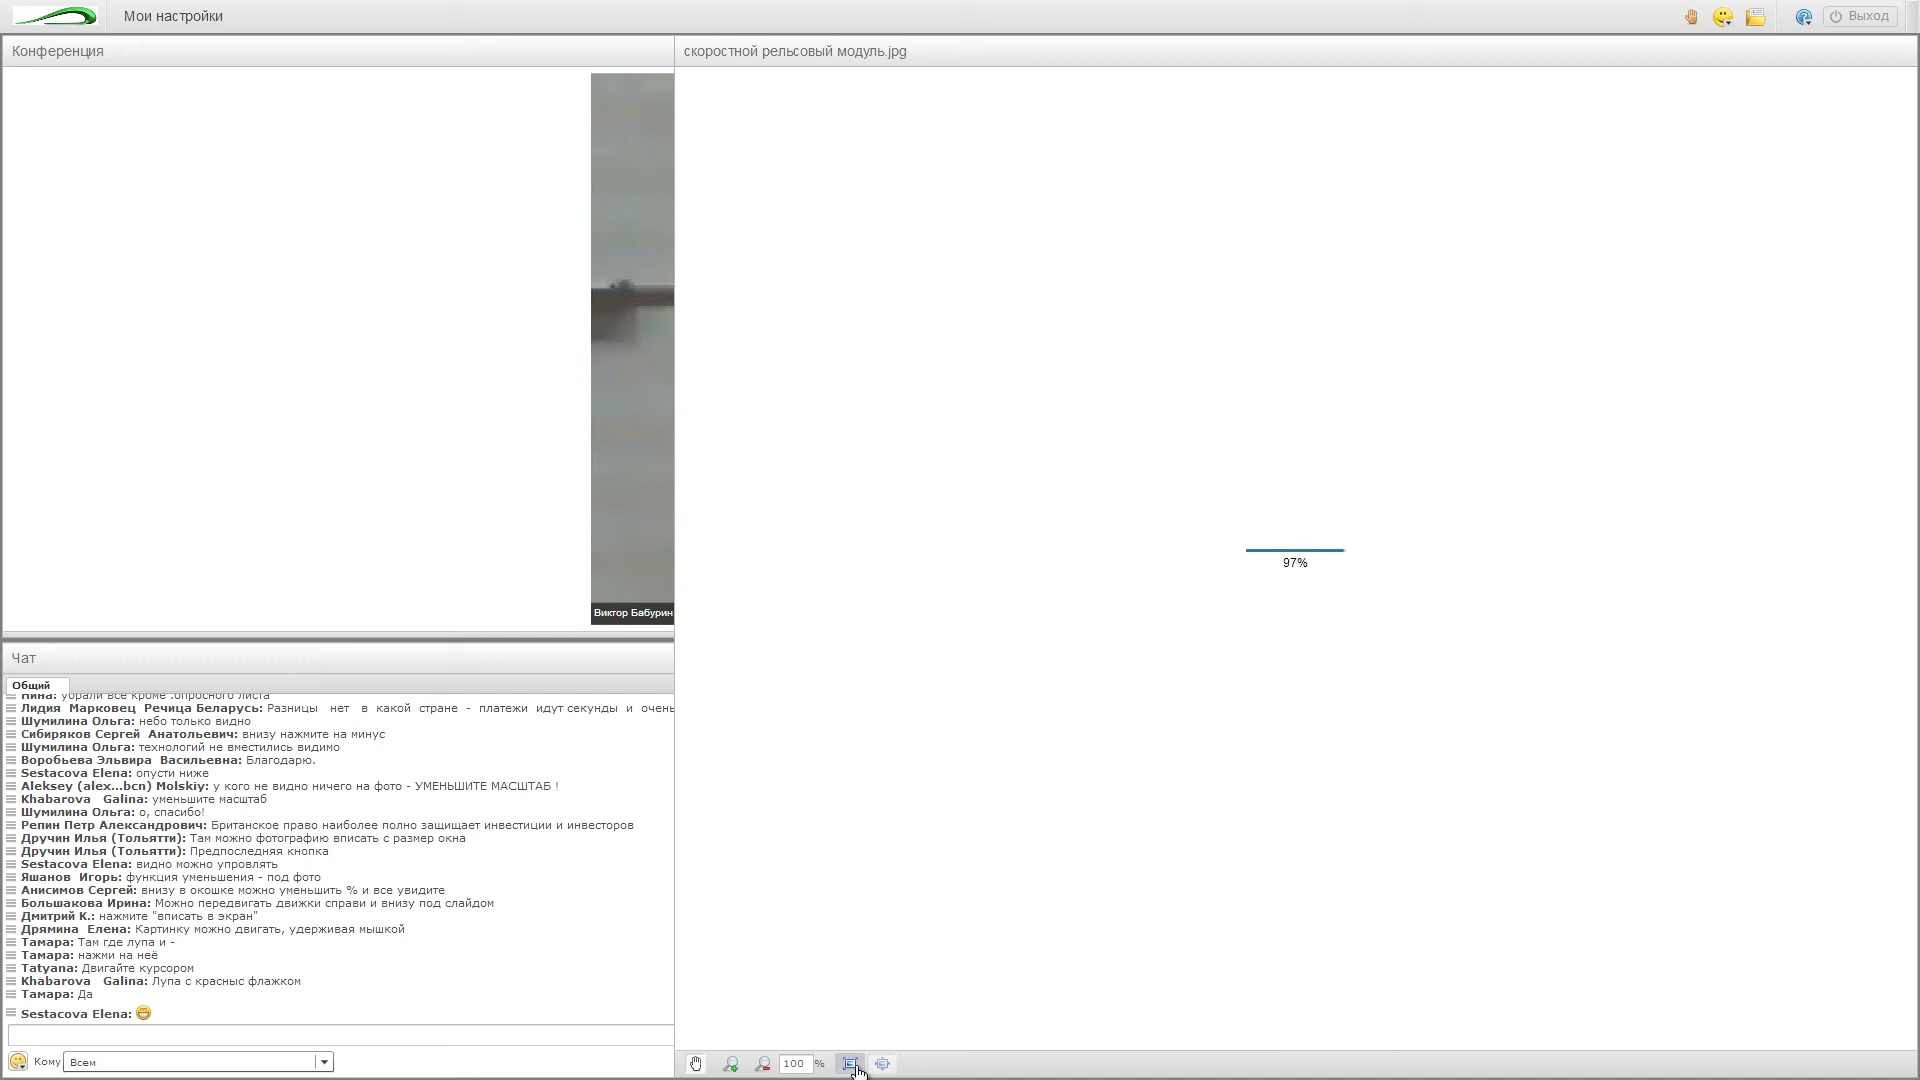 Мои настройки
Выход
Конференция
скоростной рельсовый модуль.jpg
97%
Виктор Бабурин
Чат
Общий
Нина: убрали все кроме .опросного листа
Лидия Марковец Речица Беларусь: Разницы нет в какой стране - платежи идут секунды и очень
Шумилина Ольга: небо только видно
Сибиряков Сергей Анатольевич: внизу нажмите на минус
Шумилина Ольга: технологий не вместились видимо
Воробьева Эльвира Васильевна: Благодарю.
Sestacova Elena: опусти ниже
Aleksey (alex...bcn) Molskiy: у кого не видно ничего на фото - УМЕНЬШИТЕ МАСШТАБ !
Khabarova Galina: уменьшите масштаб
Шумилина Ольга: о, спасибо!
Репин Петр Александрович: Британское право наиболее полно защищает инвестиции и инвесторов
Дручин Илья (Тольятти): Там можно фотографию вписать с размер окна
Дручин Илья (Тольятти): Предпоследняя кнопка
Sestacova Elena: видно можно упровлять
Яшанов Игорь: функция уменьшения - под фото
Анисимов Сергей: внизу в окошке можно уменьшить % и все увидите
Большакова Ирина: Можно передвигать движки справи и внизу под слайдом
Дмитрий К.: нажмите "вписать в экран"
Дрямина Елена: Картинку можно двигать, удерживая мышкой
Тамара: Там где лупа и -
Тамара: нажми на неё
Tatyana: Двигайте курсором
Khabarova Galina: Лупа с красныс флажком
Тамара: Да
Sestacova Elena:
Кому Всем
100 %